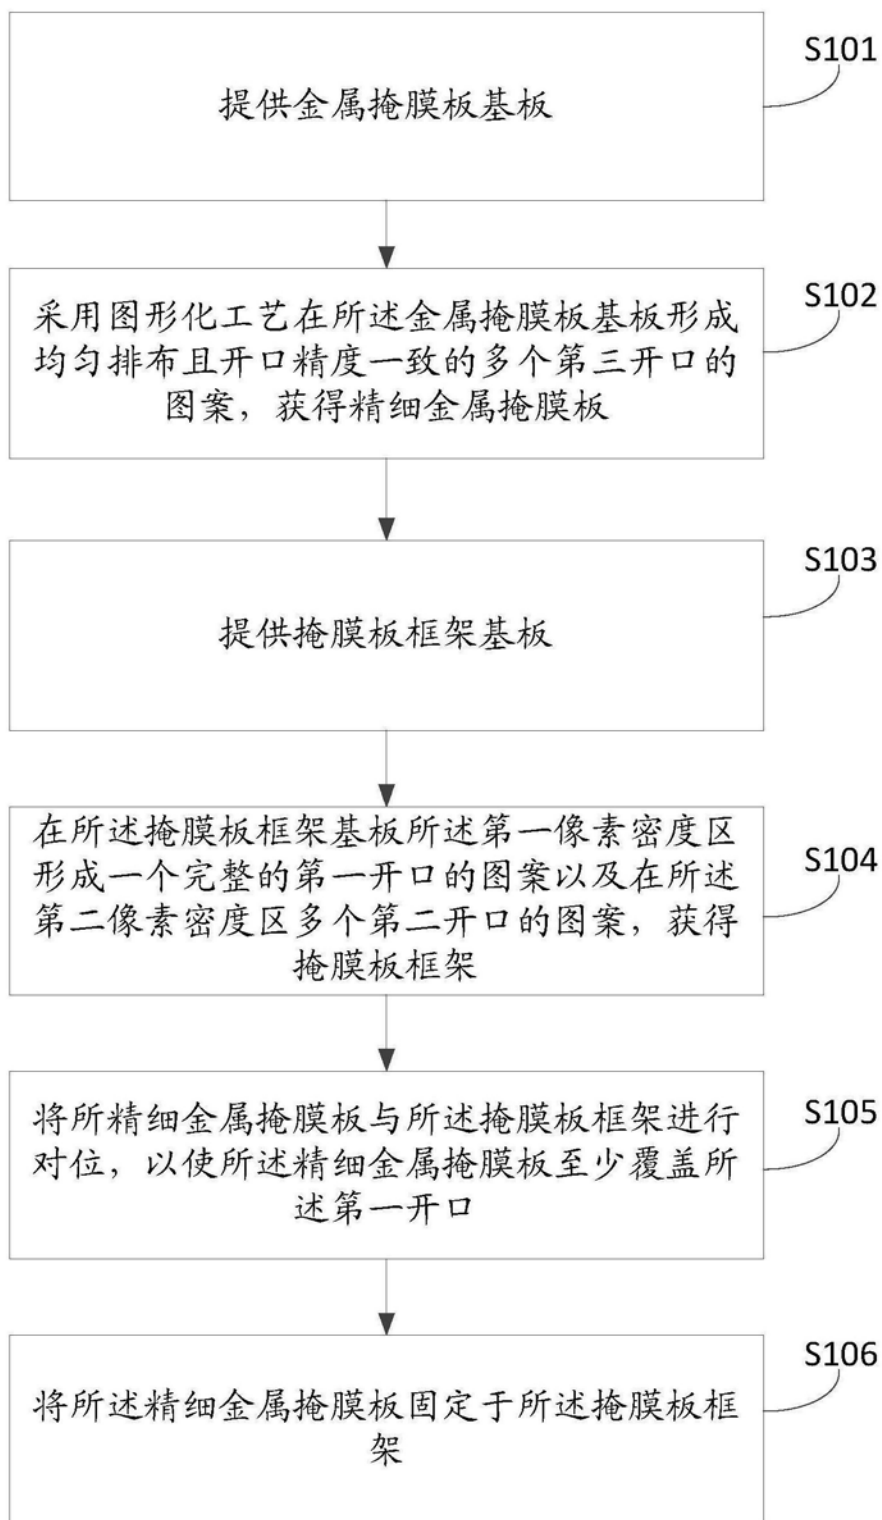 S101
提供金属掩膜板基板
S102
采用图形化工艺在所述金属掩膜板基板形成
均匀排布且开口精度一致的多个第三开口的
图案，获得精细金属掩膜板
S103
提供掩膜板框架基板
S104
在所述掩膜板框架基板所述第一像素密度区
形成一个完整的第一开口的图案以及在所述
第二像素密度区多个第二开口的图案，获得
掩膜板框架
S105
将所精细金属掩膜板与所述掩膜板框架进行
对位，以使所述精细金属掩膜板至少覆盖所
述第一开口
S106
将所述精细金属掩膜板固定于所述掩膜板框
架